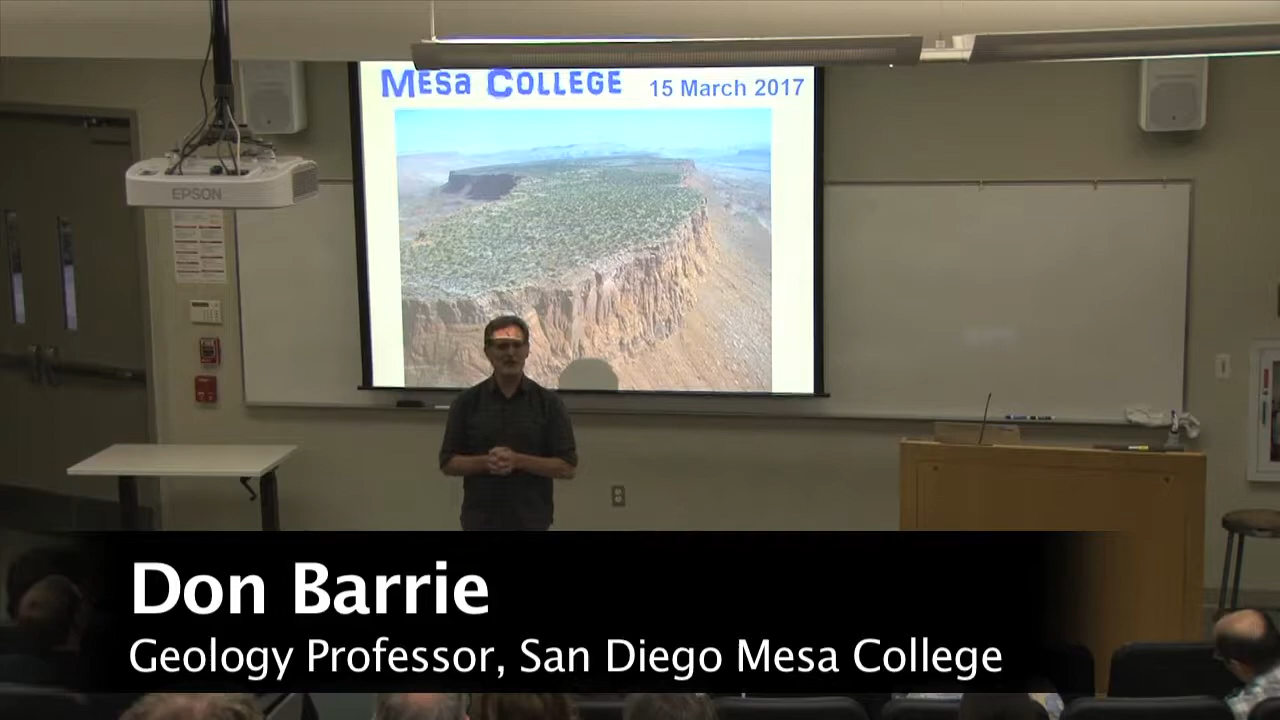 MESA COLLEGE 15 March 2017
EPSON
Don Barrie
Geology Professor, San Diego Mesa College